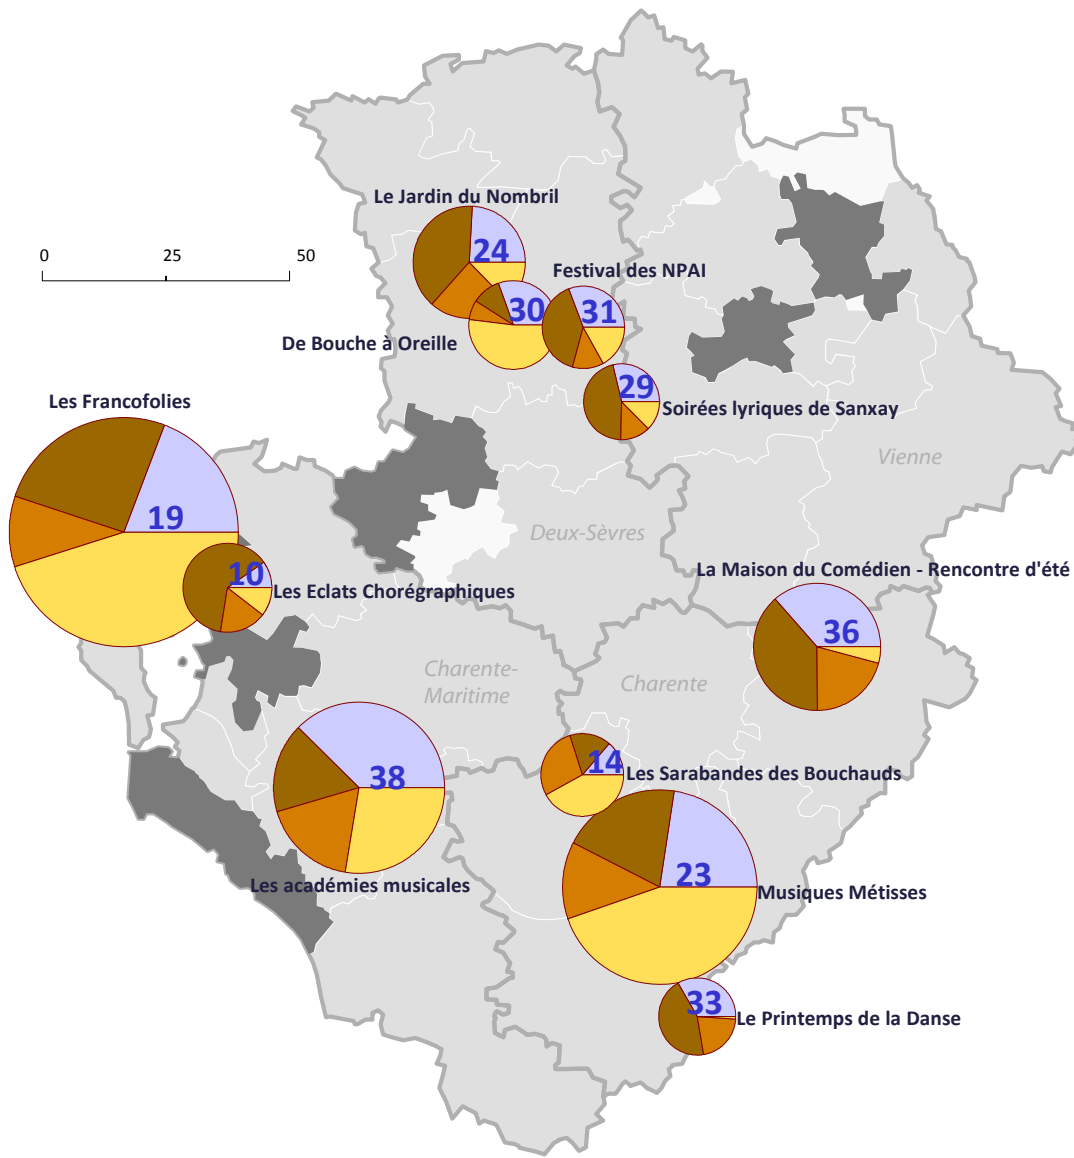 Le Jardin du Nombril
24
0 25 50
Festival des NPAI
30
31
De Bouche à Oreille
29
Les Francofolies
Soirées lyriques de Sanxay
Vienne
19
Deux-Sèvres
10
La Maison du Comédien - Rencontre d'été
Les Eclats Chorégraphiques
36
Charente-
Maritime
Charente
38
14
Les Sarabandes des Bouchauds
23
Les académies musicales
Musiques Métisses
33
Le Printemps de la Danse